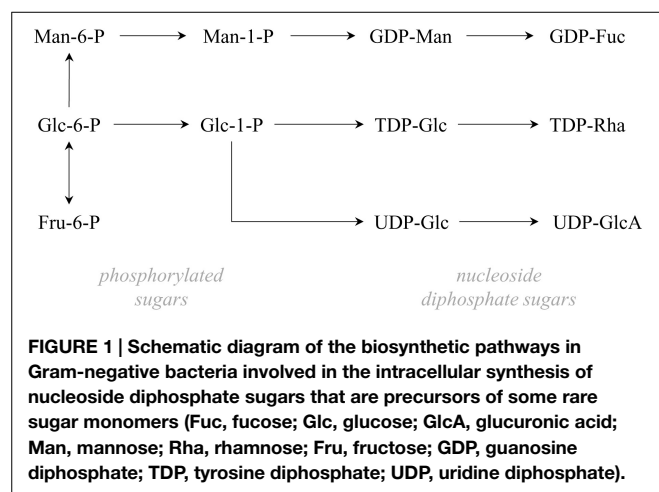 Man-6-P Man-1-P GDP-Man GDP-Fuc
Glc-6-P Glc-1-P TDP-Glc TDP-Rha
Fru-6-P UDP-Glc UDP-GlcA
phosphorylated nucleoside
sugars diphosphate sugars
FIGURE 1 | Schematic diagram of the biosynthetic pathways in
Gram-negative bacteria involved in the intracellular synthesis of
nucleoside diphosphate sugars that are precursors of some rare
sugar monomers (Fuc, fucose; Glc, glucose; GlcA, glucuronic acid;
Man, mannose; Rha, rhamnose; Fru, fructose; GDP, guanosine
diphosphate; TDP, tyrosine diphosphate; UDP, uridine diphosphate).